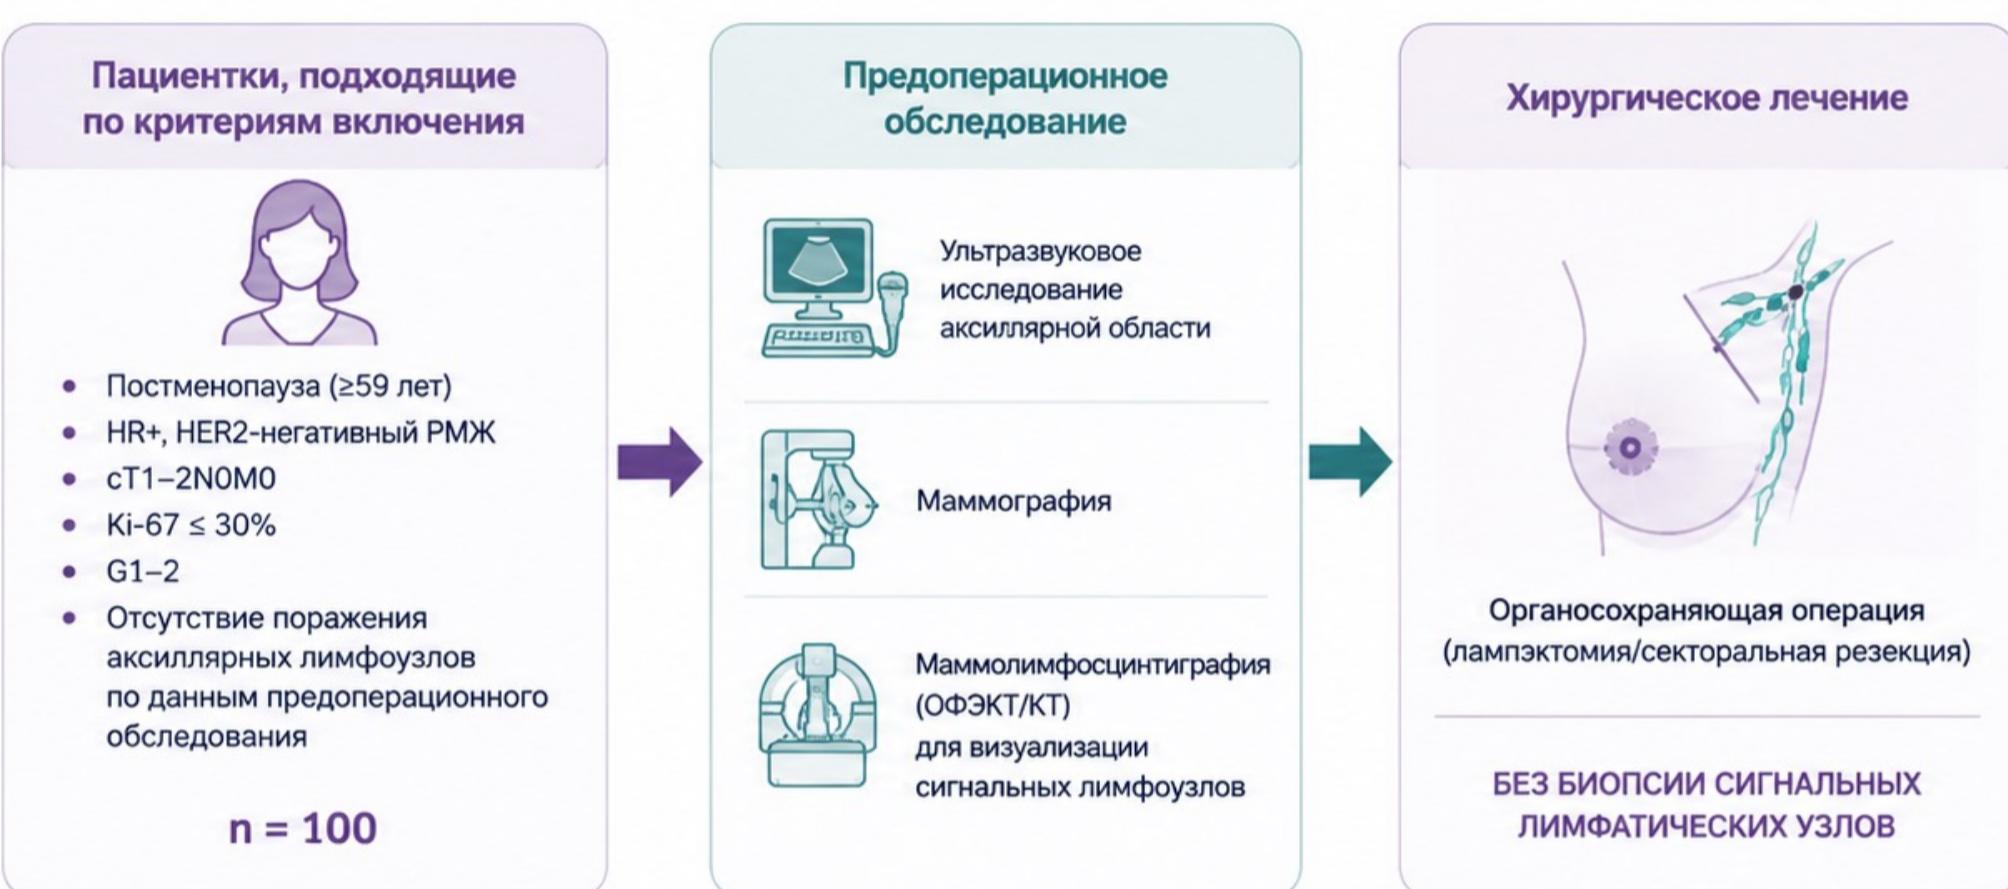 Пациентки, подходящие
по критериям включения
• Постменопауза (≥59 лет)
• HR+, HER2-негативный РМЖ
• cT1–2N0M0
• Ki-67 ≤ 30%
• G1–2
• Отсутствие поражения
аксиллярных лимфоузлов
по данным предоперационного
обследования
n = 100
Предоперационное
обследование
Ультразвуковое
исследование
аксиллярной области
Маммография
Маммолимфосцинтиграфия
(ОФЭКТ/КТ)
для визуализации
сигнальных лимфоузлов
Хирургическое лечение
Органосохраняющая операция
(лампэктомия/секторальная резекция)
БЕЗ БИОПСИИ СИГНАЛЬНЫХ
ЛИМФАТИЧЕСКИХ УЗЛОВ